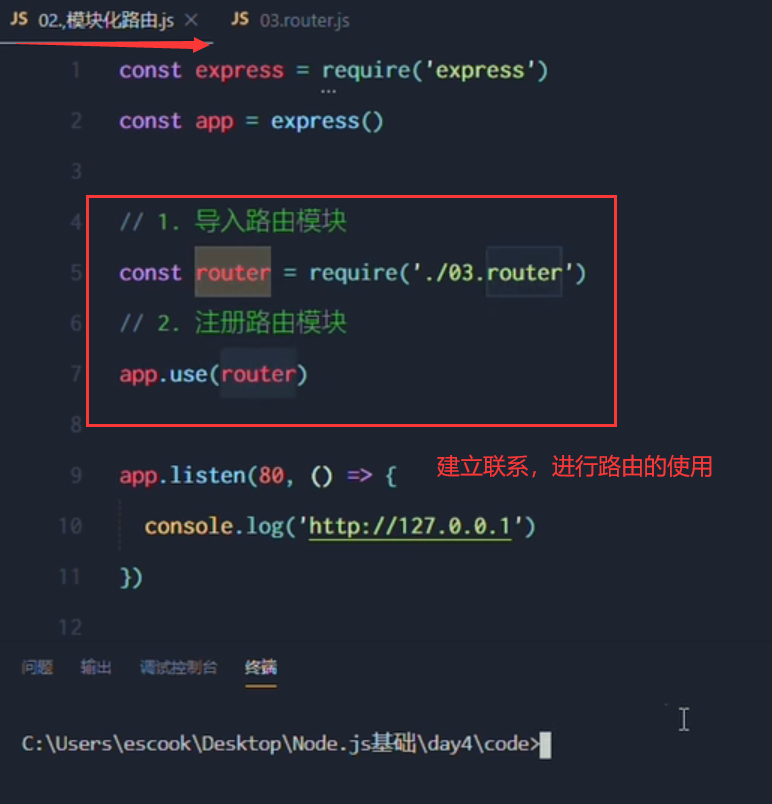 JS 02.,模块化路由.js × JS 03.router.js
1 const express = require('express')
2 const app = express()
3
4 // 1. 导入路由模块
5 const router = require('./03.router')
6 // 2. 注册路由模块
7 app.use(router)
8
9 app.listen(80, () => {
建立联系，进行路由的使用
10 console.log('http://127.0.0.1')
11 })
12
问题 输出 调试控制台 终端
C:\Users\escook\Desktop\Node.js基础\day4\code>